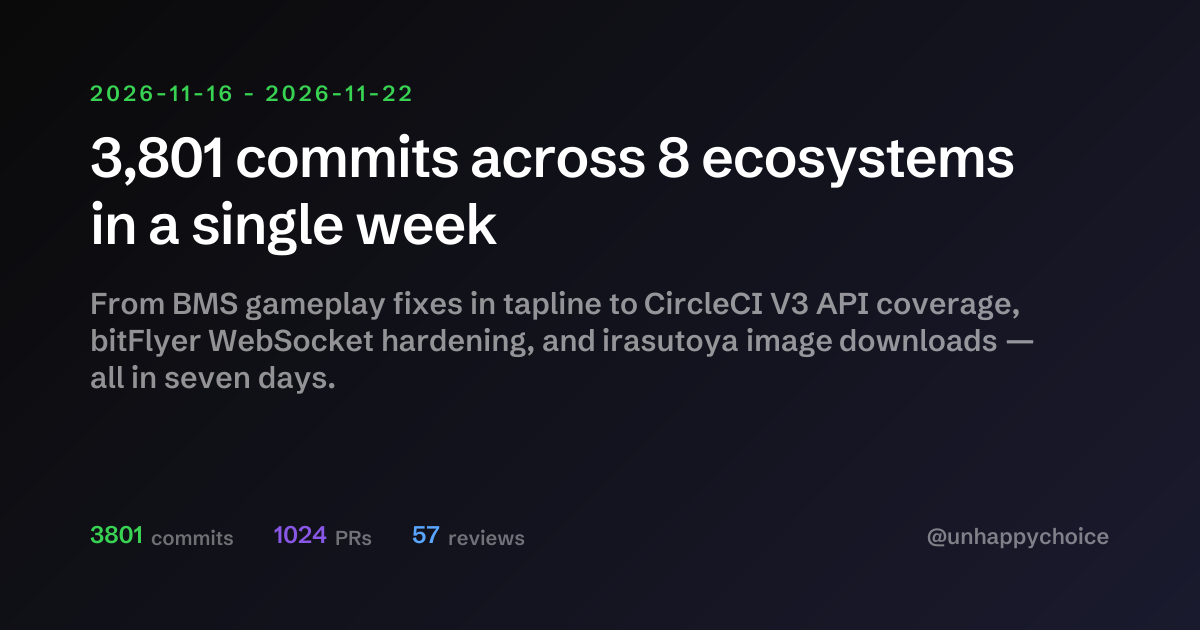 2026-11-16 – 2026-11-22
3,801 commits across 8 ecosystems
in a single week
From BMS gameplay fixes in tapline to CircleCI V3 API coverage,
bitFlyer WebSocket hardening, and irasutoya image downloads —
all in seven days.
3801 commits 1024 PRs 57 reviews @unhappychoice